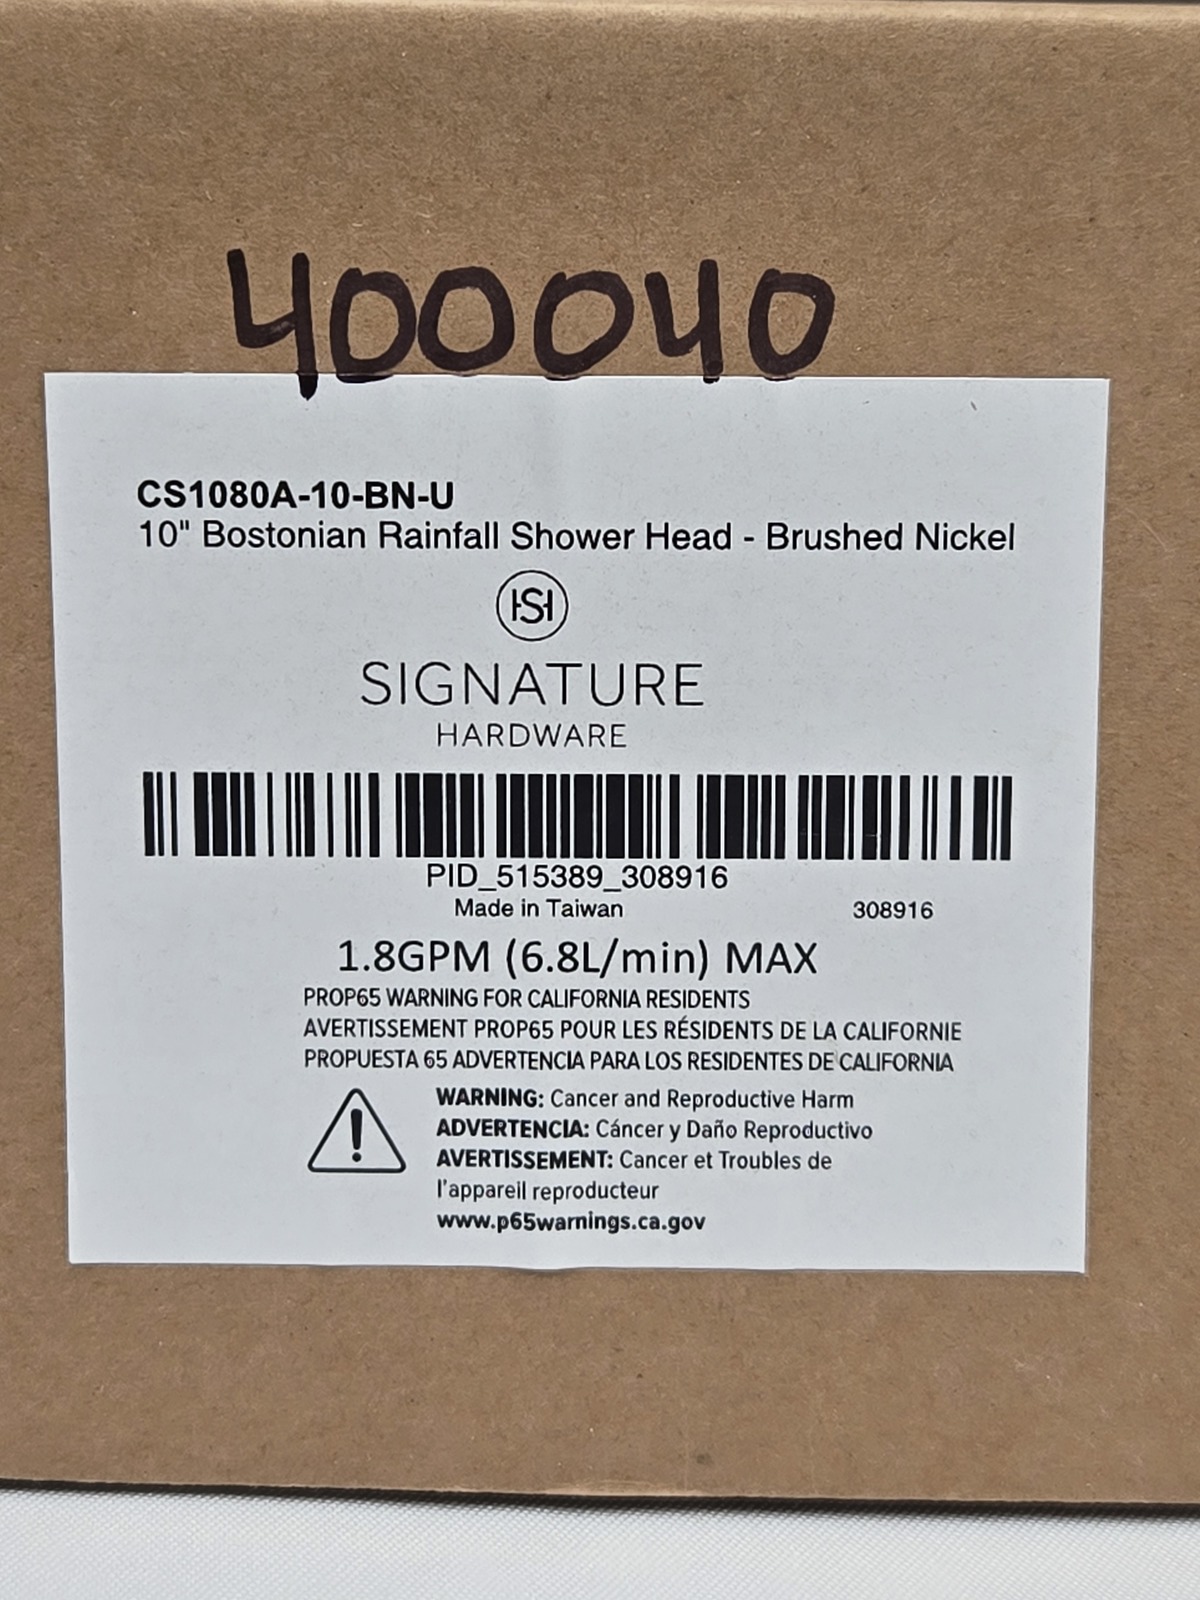 400040
CS1080A-10-BN-U
10" Bostonian Rainfall Shower Head - Brushed Nickel
HSH
SIGNATURE
HARDWARE
PID_515389_308916
Made in Taiwan 308916
1.8GPM (6.8L/min) MAX
PROP65 WARNING FOR CALIFORNIA RESIDENTS
AVERTISSEMENT PROP65 POUR LES RÉSIDENTS DE LA CALIFORNIE
PROPUESTA 65 ADVERTENCIA PARA LOS RESIDENTES DE CALIFORNIA
WARNING: Cancer and Reproductive Harm
ADVERTENCIA: Cáncer y Daño Reproductivo
AVERTISSEMENT: Cancer et Troubles de
l'appareil reproducteur
www.p65warnings.ca.gov